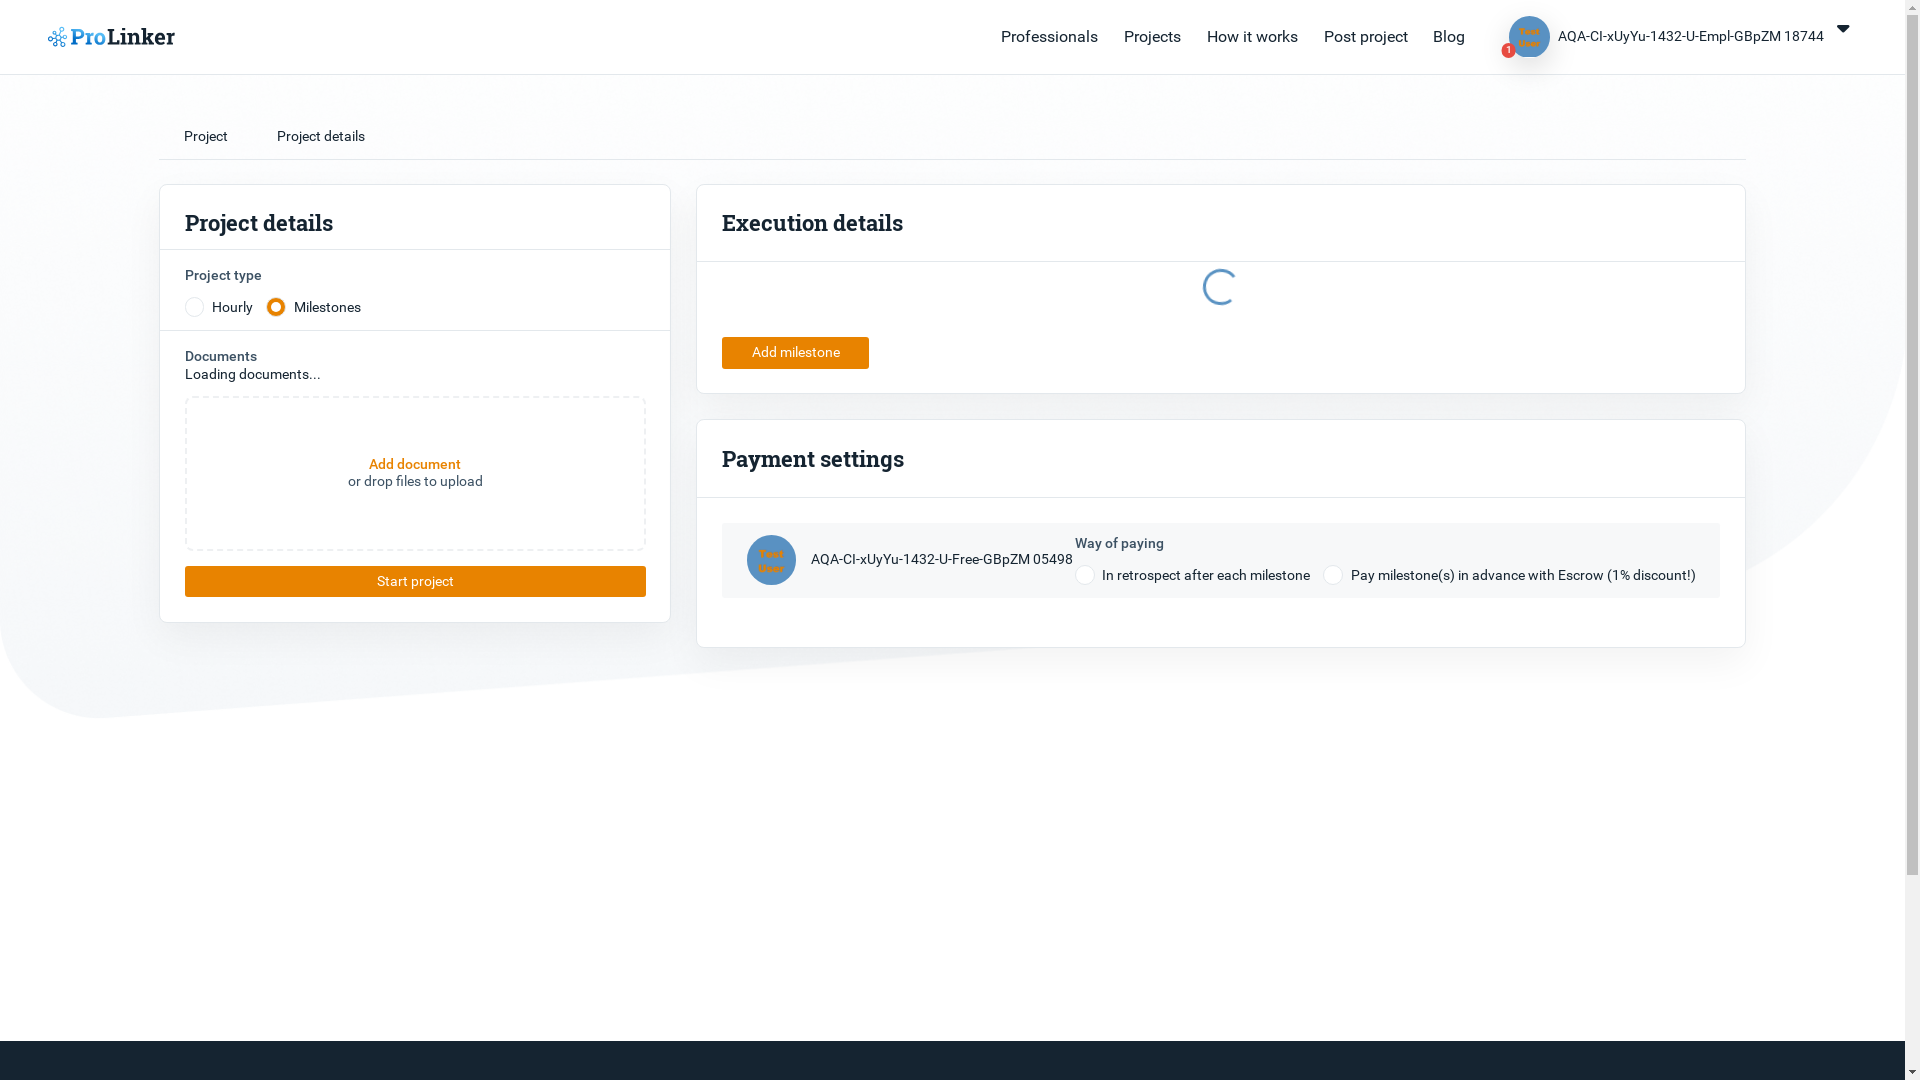 ProLinker
Professionals
Projects
How it works
Post project
Blog
Test
User
1
AQA-CI-xUyYu-1432-U-Empl-GBpZM 18744
Project
Project details
Project details
Project type
Hourly
Milestones
Documents
Loading documents...
Add document
or drop files to upload
Start project
Execution details
Add milestone
Payment settings
Test
User
AQA-CI-xUyYu-1432-U-Free-GBpZM 05498
Way of paying
In retrospect after each milestone
Pay milestone(s) in advance with Escrow (1% discount!)